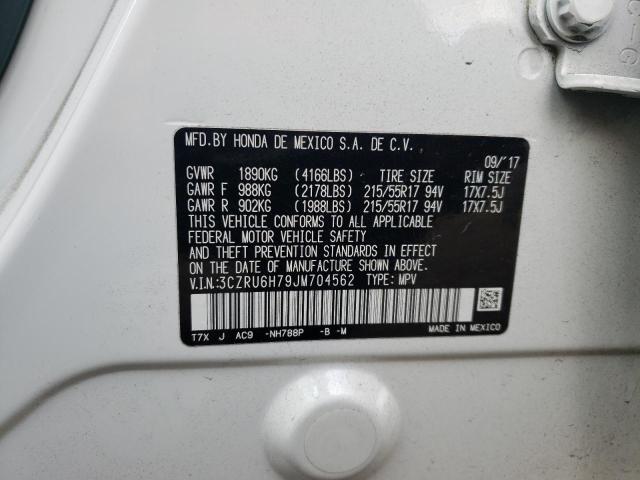 MFD.BY HONDA DE MEXICO S.A. DE C.V.
09/'17
GVWR 1890KG (4166LBS) TIRE SIZE RIM SIZE
GAWR F 988KG (2178LBS) 215/55R17 94V 17X7.5J
GAWR R 902KG (1988LBS) 215/55R17 94V 17X7.5J
THIS VEHICLE CONFORMS TO ALL APPLICABLE
FEDERAL MOTOR VEHICLE SAFETY
AND THEFT PREVENTION STANDARDS IN EFFECT
ON THE DATE OF MANUFACTURE SHOWN ABOVE.
V.I.N:3CZRU6H79JM704562 TYPE: MPV
T7X J AC9 -NH788P -B -M
MADE IN MEXICO